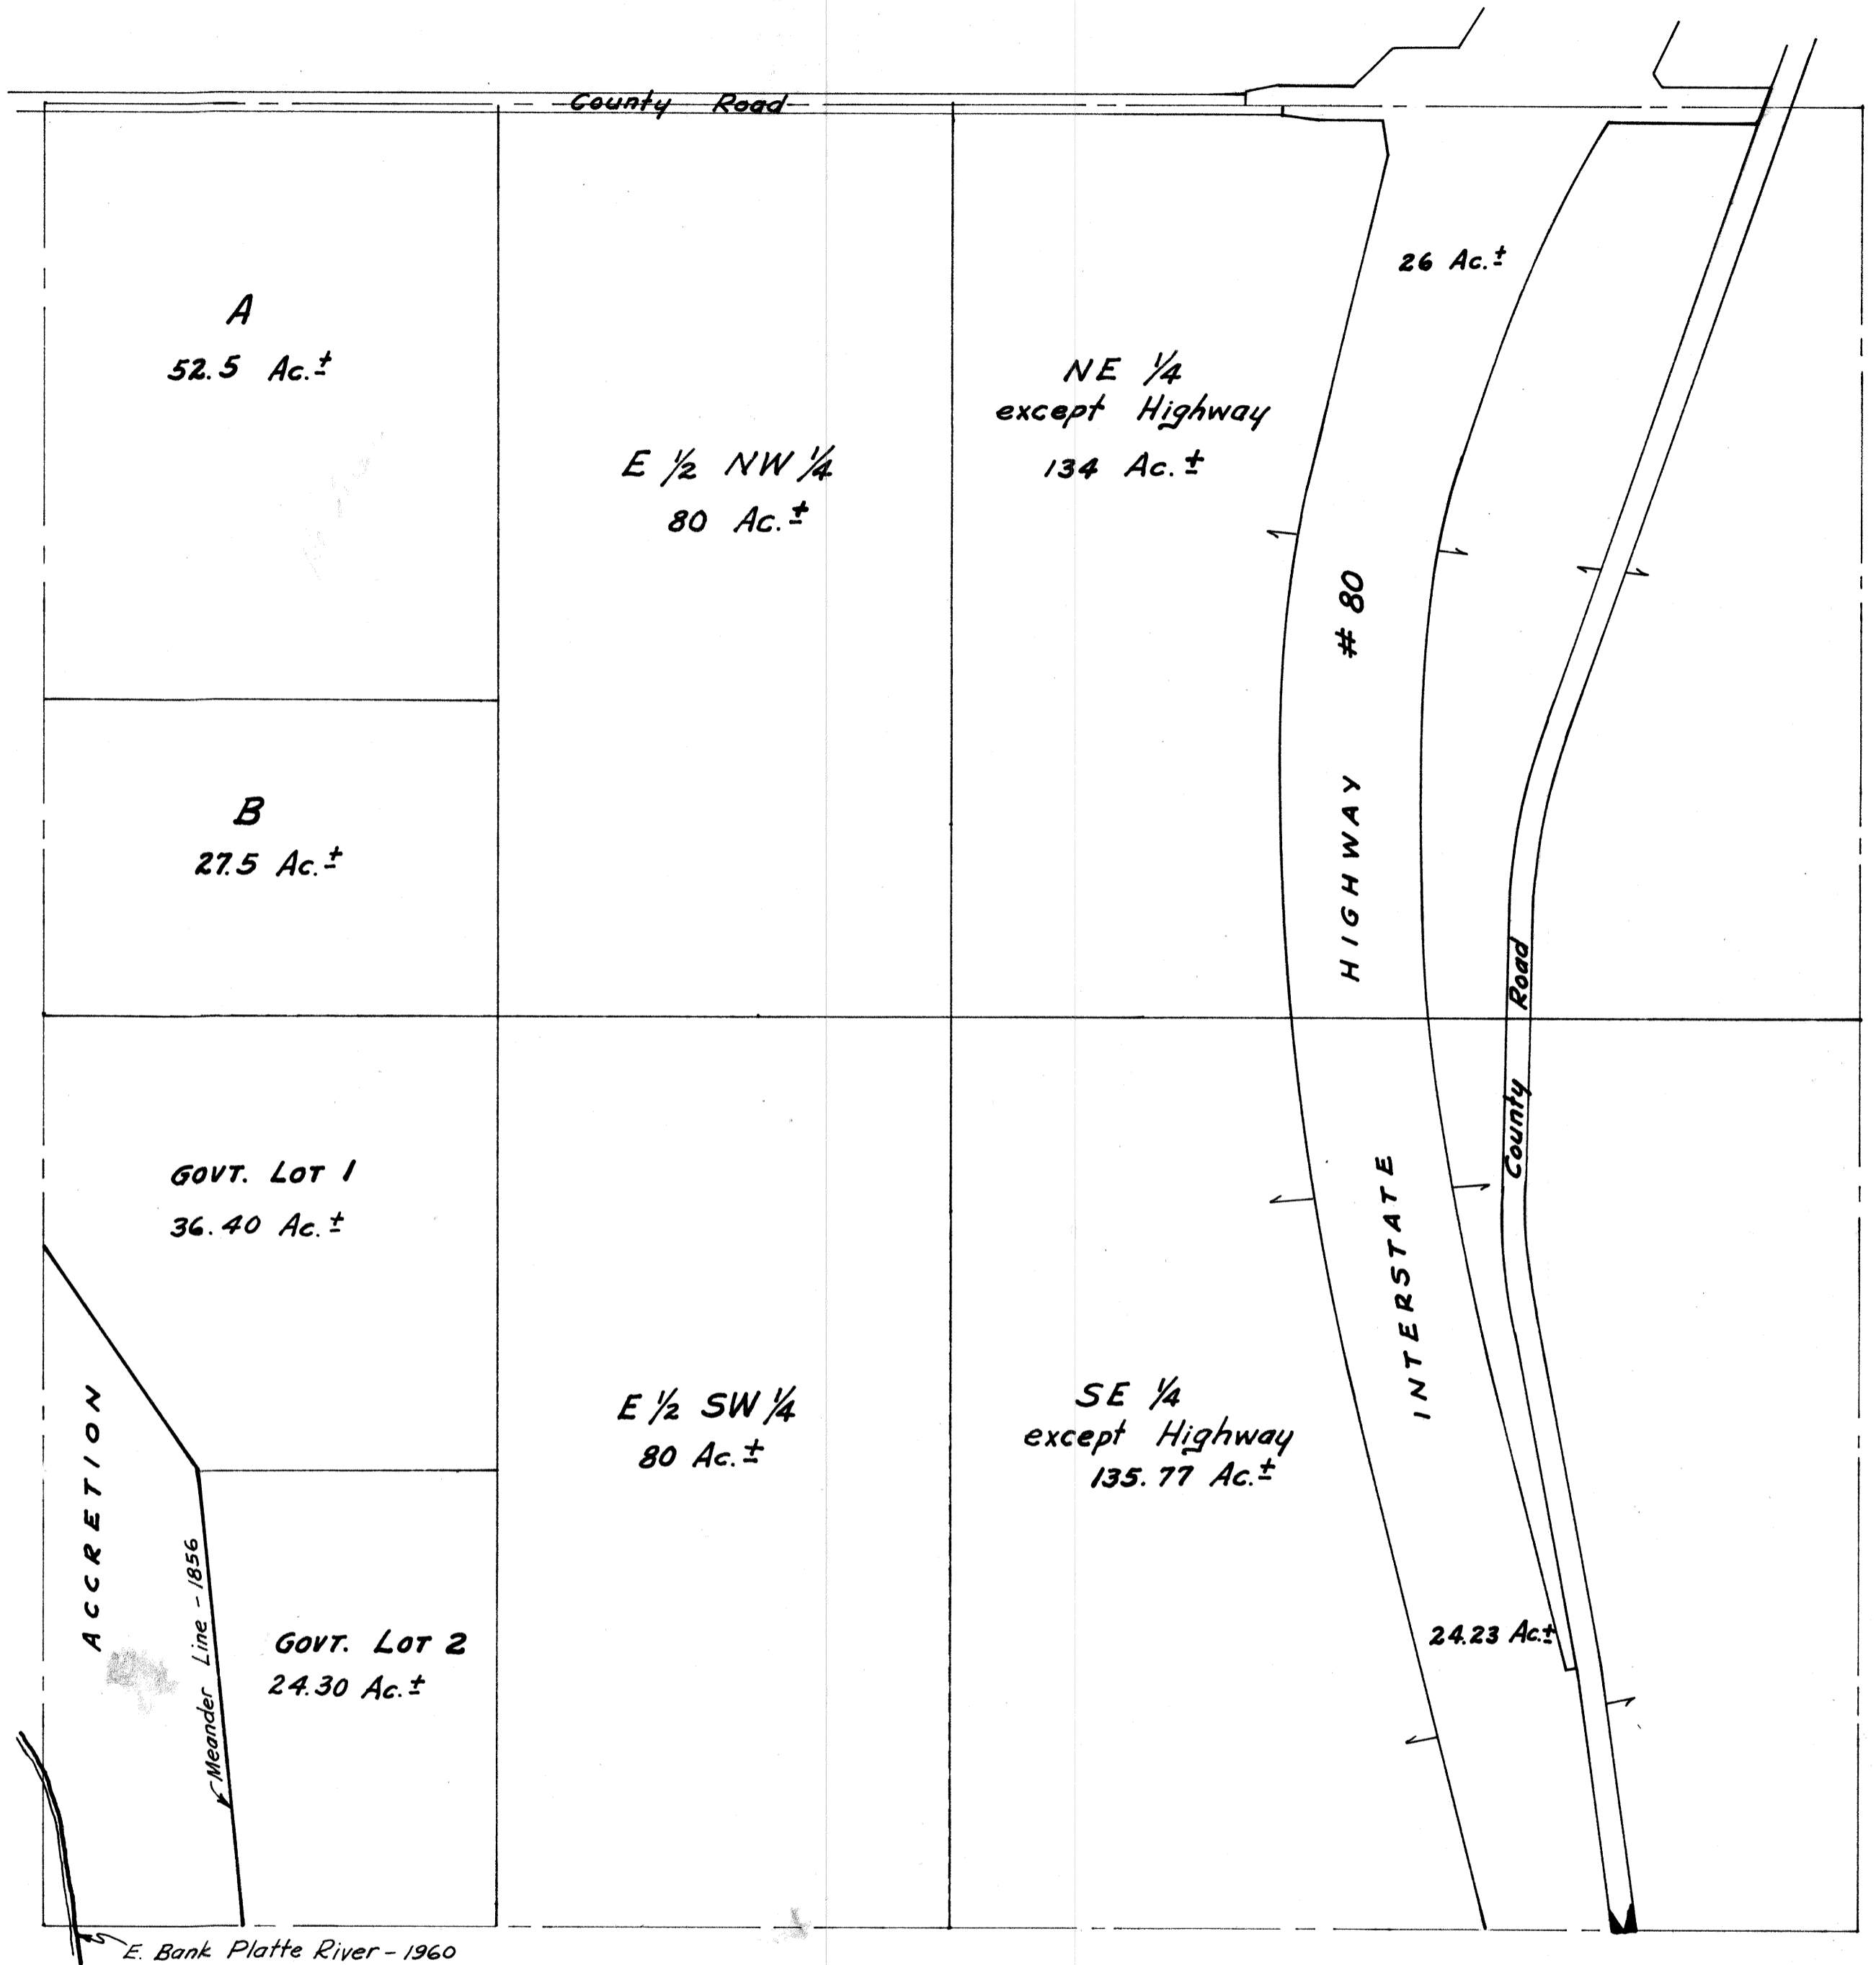 County Road
26 Ac.±
A
52.5 Ac.±
NE 1/4
except Highway
134 Ac.±
E 1/2 NW 1/4
80 Ac.±
B
27.5 Ac.±
INTERSTATE HIGHWAY # 80
County Road
GOVT. LOT 1
36.40 Ac.±
E 1/2 SW 1/4
80 Ac.±
SE 1/4
except Highway
135.77 Ac.±
ACCRETION
Meander Line - 1856
GOVT. LOT 2
24.30 Ac.±
24.23 Ac.±
E. Bank Platte River - 1960